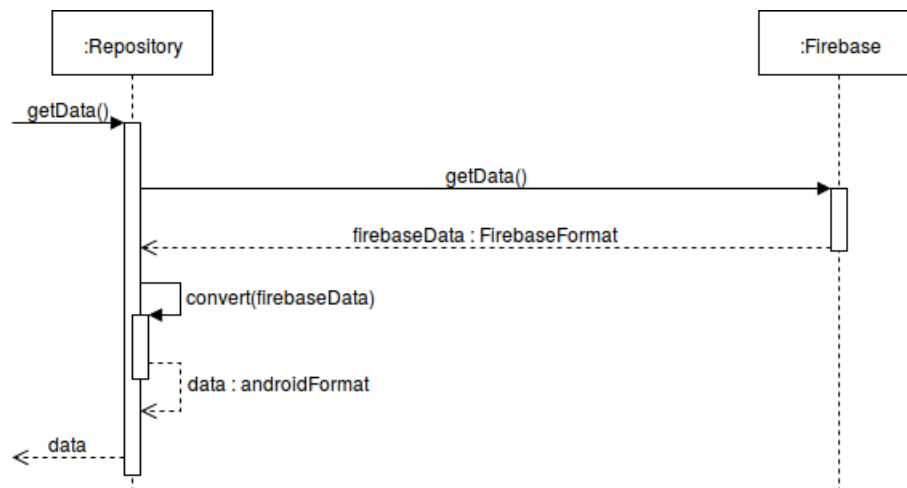 :Repository
:Firebase
getData()
getData()
firebaseData : FirebaseFormat
convert(firebaseData)
data : androidFormat
data